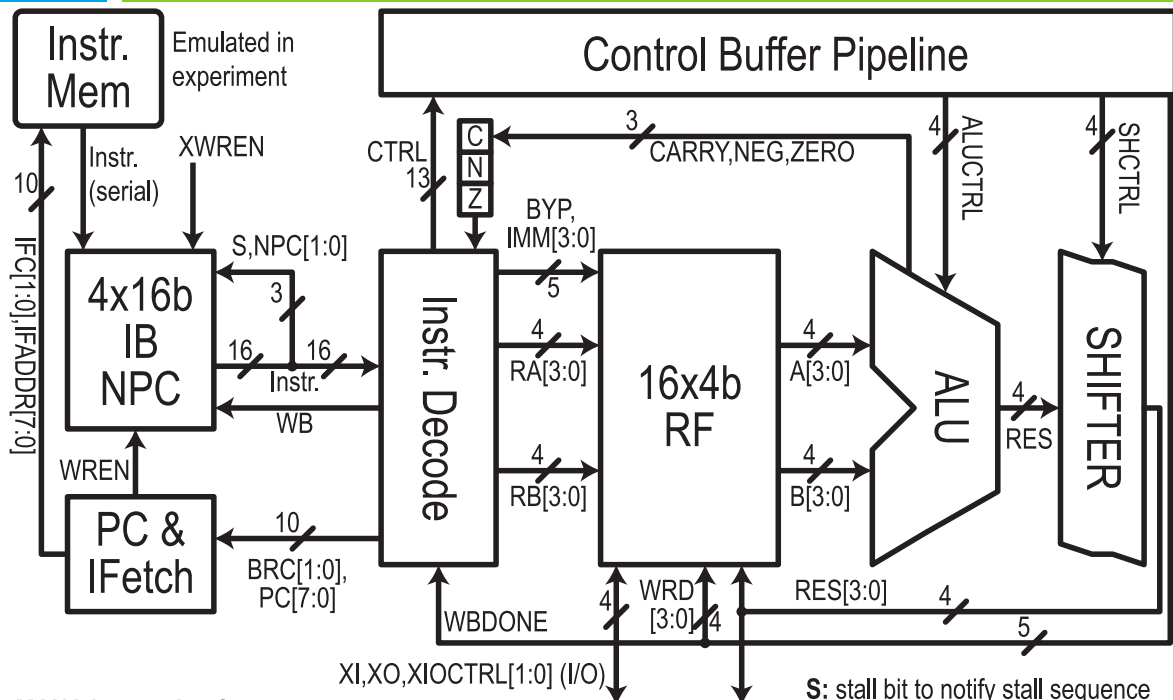 Instr.
Mem
Emulated in
experiment
Control Buffer Pipeline
Instr.
(serial)
XWREN
10
IFC[1:0],IFADDR[7:0]
CTRL
13
C
N
Z
3
CARRY,NEG,ZERO
4
ALUCTRL
4
SHCTRL
S,NPC[1:0]
3
4x16b
IB
NPC
16
16
Instr.
WB
WREN
PC &
IFetch
10
BRC[1:0],
PC[7:0]
Instr. Decode
BYP,
IMM[3:0]
5
4
RA[3:0]
4
RB[3:0]
16x4b
RF
4
A[3:0]
4
B[3:0]
ALU
4
RES
SHIFTER
WBDONE
4
WRD
[3:0]
4
RES[3:0]
4
5
XI,XO,XIOCTRL[1:0] (I/O)
S: stall bit to notify stall sequence